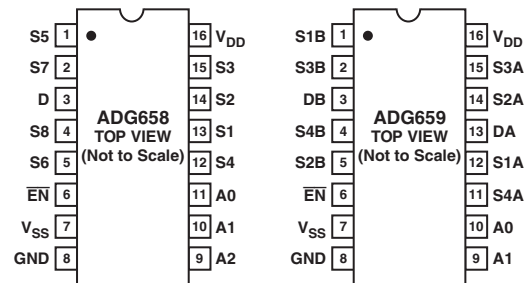 S5 1 16 VDD
S7 2 15 S3
D 3 14 S2
S8 4 13 S1
S6 5 12 S4
EN 6 11 A0
VSS 7 10 A1
GND 8 9 A2
ADG658
TOP VIEW
(Not to Scale)
S1B 1 16 VDD
S3B 2 15 S3A
DB 3 14 S2A
S4B 4 13 DA
S2B 5 12 S1A
EN 6 11 S4A
VSS 7 10 A0
GND 8 9 A1
ADG659
TOP VIEW
(Not to Scale)